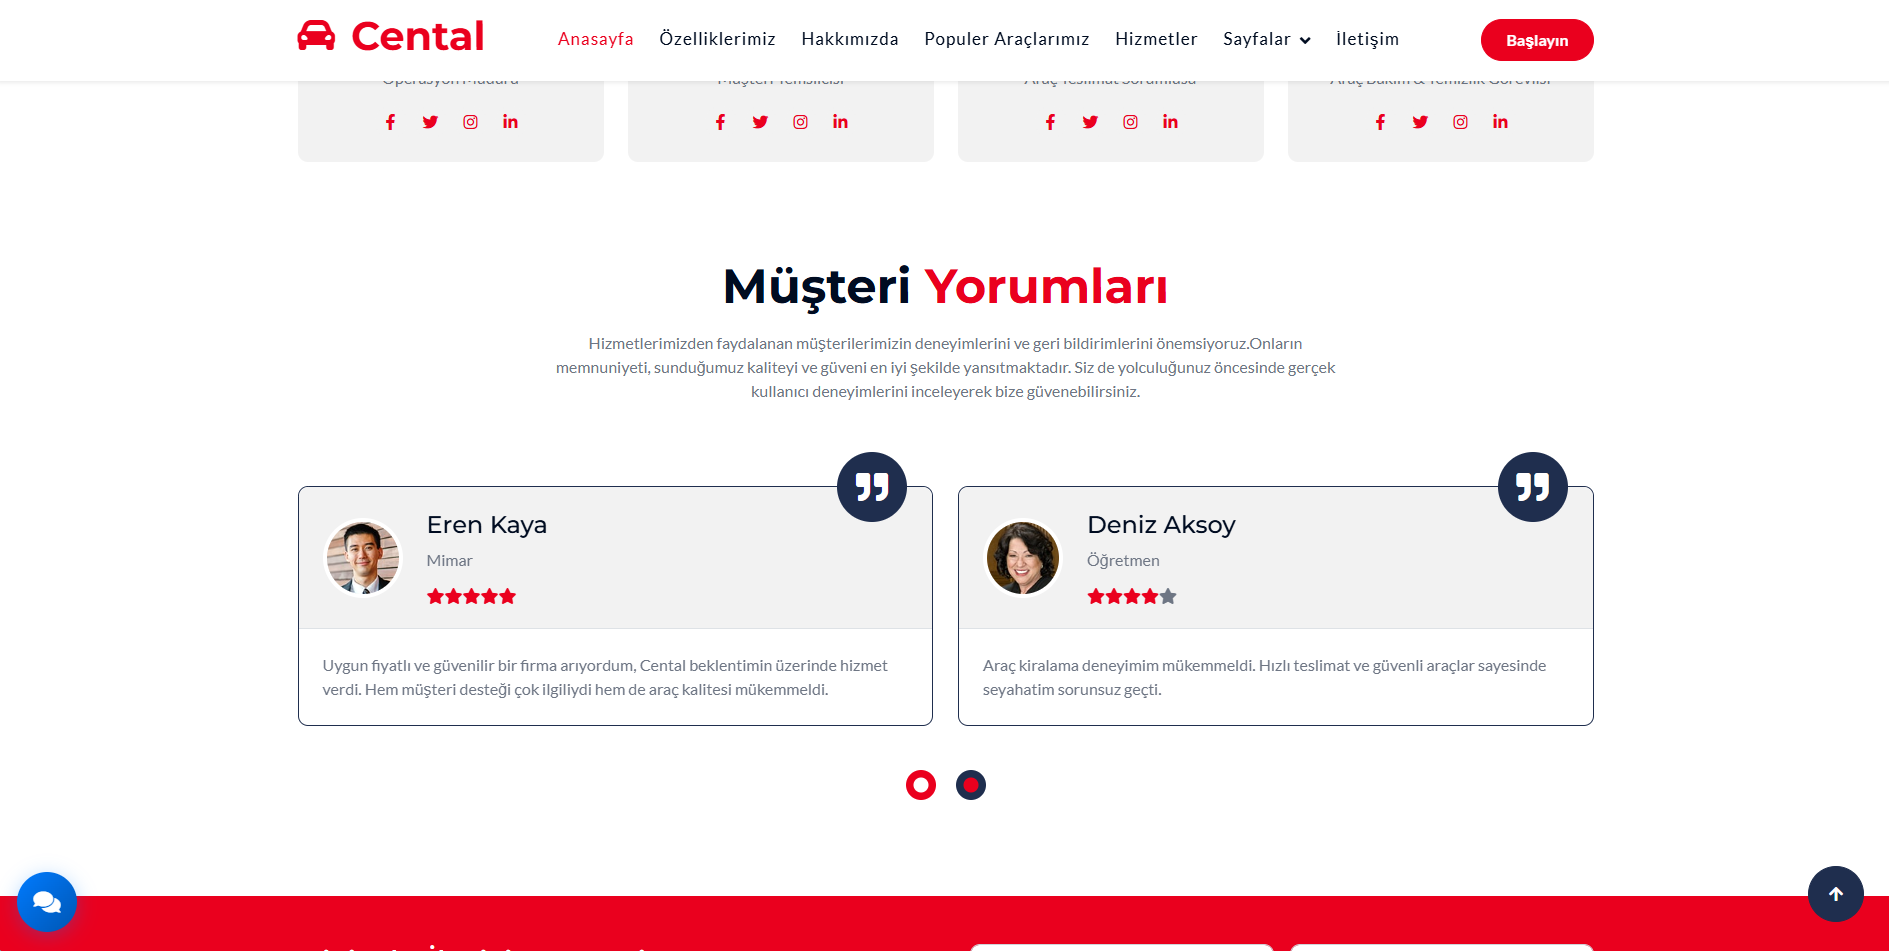 Cental
Anasayfa Özelliklerimiz Hakkımızda Populer Araçlarımız Hizmetler Sayfalar İletişim
Başlayın
Müşteri Yorumları
Hizmetlerimizden faydalanan müşterilerimizin deneyimlerini ve geri bildirimlerini önemsiyoruz.Onların
memnuniyeti, sunduğumuz kaliteyi ve güveni en iyi şekilde yansıtmaktadır. Siz de yolculuğunuz öncesinde gerçek
kullanıcı deneyimlerini inceleyerek bize güvenebilirsiniz.
Eren Kaya
Mimar
Uygun fiyatlı ve güvenilir bir firma arıyordum, Cental beklentimin üzerinde hizmet
verdi. Hem müşteri desteği çok ilgiliydi hem de araç kalitesi mükemmeldi.
Deniz Aksoy
Öğretmen
Araç kiralama deneyimim mükemmeldi. Hızlı teslimat ve güvenli araçlar sayesinde
seyahatim sorunsuz geçti.